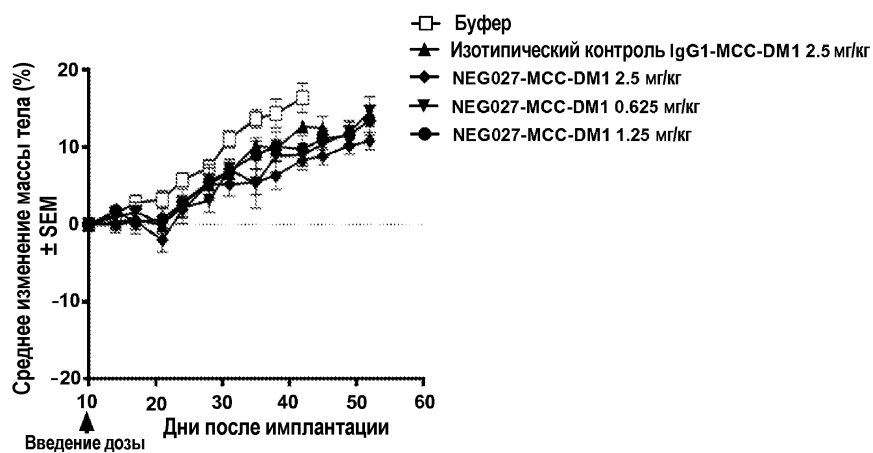 Буфер
Изотипический контроль IgG1-MCC-DM1 2.5 мг/кг
NEG027-MCC-DM1 2.5 мг/кг
NEG027-MCC-DM1 0.625 мг/кг
NEG027-MCC-DM1 1.25 мг/кг
Среднее изменение массы тела (%)
± SEM
20
10
0
-10
-20
10 20 30 40 50 60
Дни после имплантации
Введение дозы